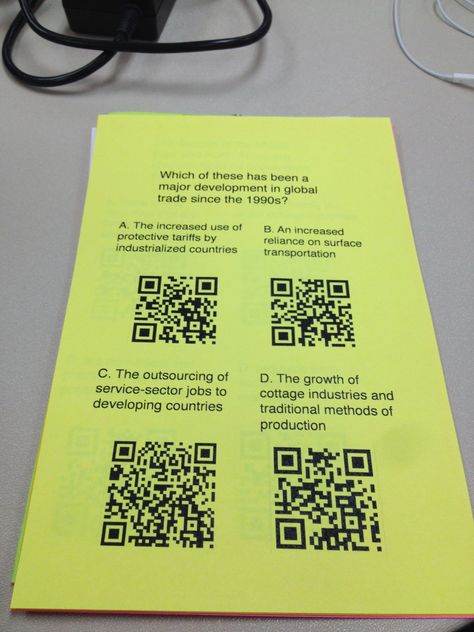 Which of these has been a
major development in global
trade since the 1990s?
A. The increased use of
protective tariffs by
industrialized countries
B. An increased
reliance on surface
transportation
C. The outsourcing of
service-sector jobs to
developing countries
D. The growth of
cottage industries and
traditional methods of
production